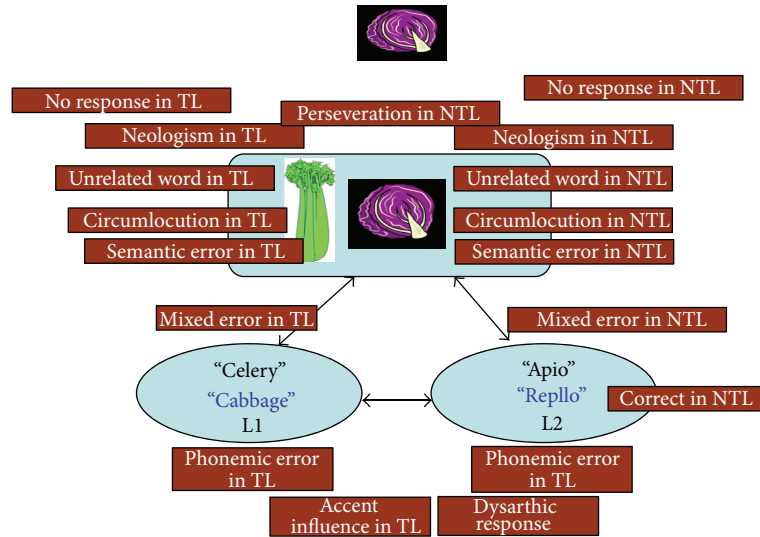 No response in TL
No response in NTL
Perseveration in NTL
Neologism in TL
Neologism in NTL
Unrelated word in TL
Unrelated word in NTL
Circumlocution in TL
Circumlocution in NTL
Semantic error in TL
Semantic error in NTL
Mixed error in TL
Mixed error in NTL
“Celery”
“Cabbage”
L1
“Apio”
“Repllo”
L2
Correct in NTL
Phonemic error
in TL
Phonemic error
in TL
Accent
influence in TL
Dysarthic
response